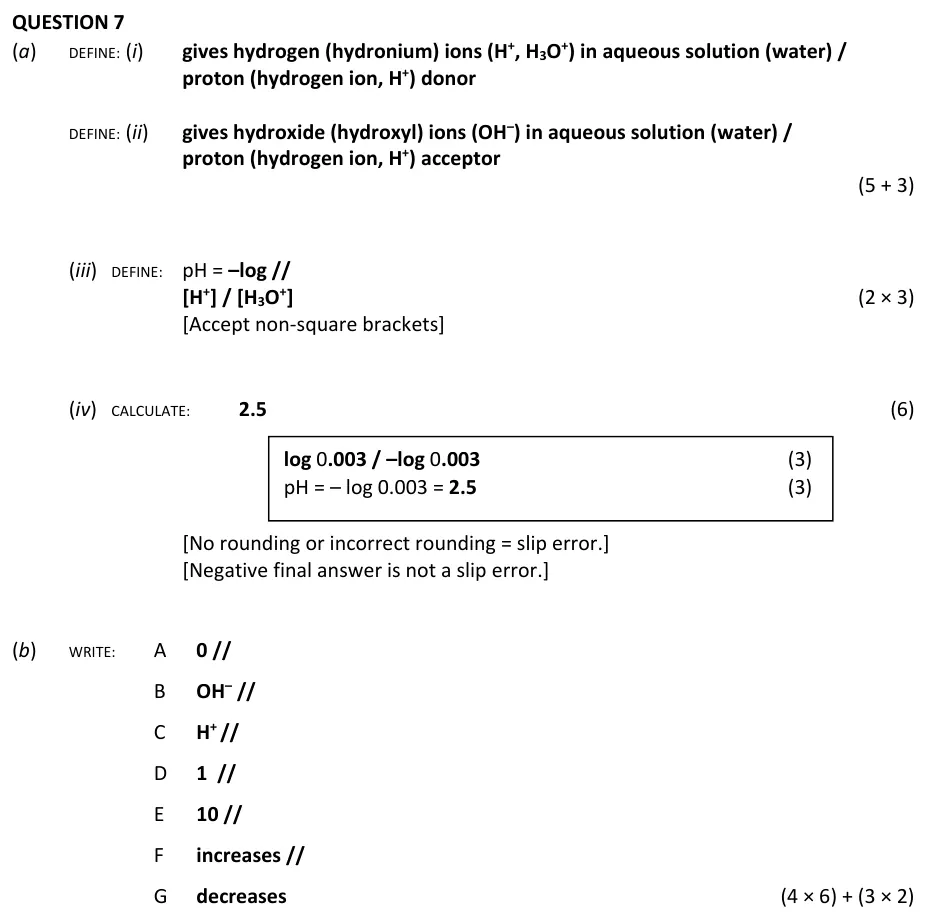 QUESTION 7
(a) DEFINE: (i) gives hydrogen (hydronium) ions (H⁺, H₃O⁺) in aqueous solution (water) /
proton (hydrogen ion, H⁺) donor
DEFINE: (ii) gives hydroxide (hydroxyl) ions (OH⁻) in aqueous solution (water) /
proton (hydrogen ion, H⁺) acceptor
(5 + 3)
(iii) DEFINE: pH = –log //
[H⁺] / [H₃O⁺] (2 × 3)
[Accept non-square brackets]
(iv) CALCULATE: 2.5 (6)
log 0.003 / –log 0.003 (3)
pH = – log 0.003 = 2.5 (3)
[No rounding or incorrect rounding = slip error.]
[Negative final answer is not a slip error.]
(b) WRITE: A 0 //
B OH⁻ //
C H⁺ //
D 1 //
E 10 //
F increases //
G decreases (4 × 6) + (3 × 2)